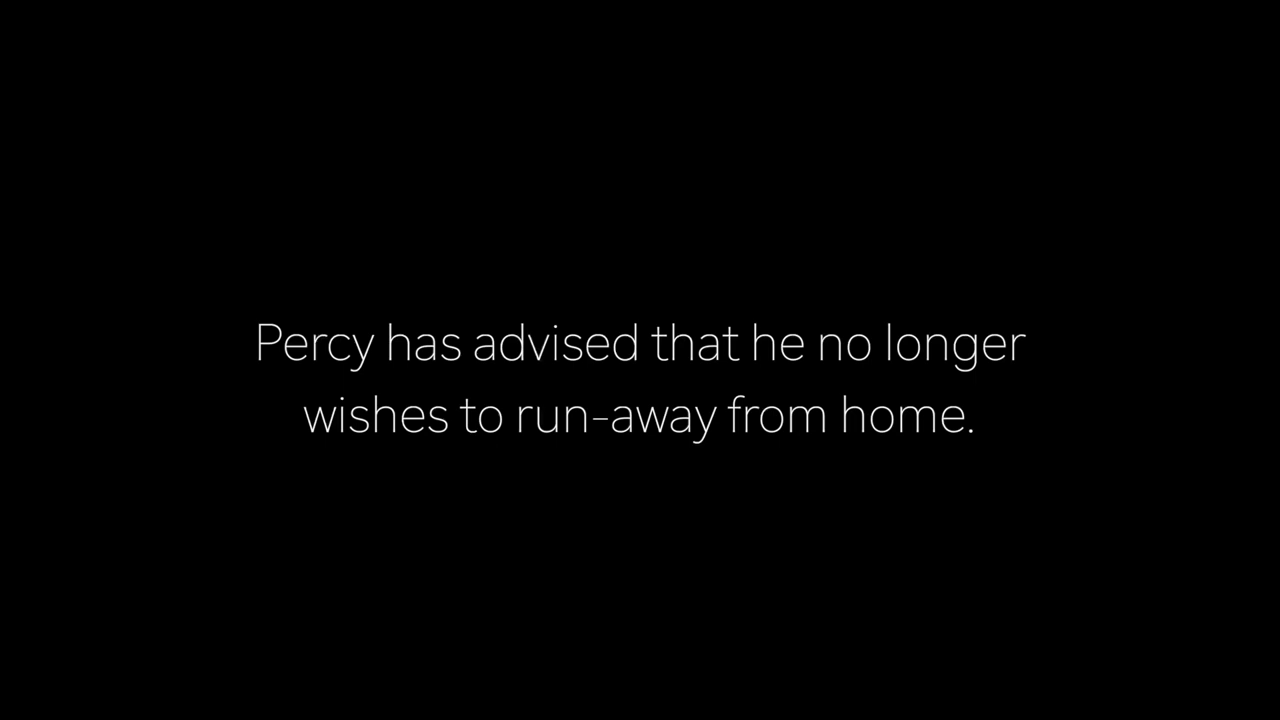 Percy has advised that he no longer
wishes to run-away from home.